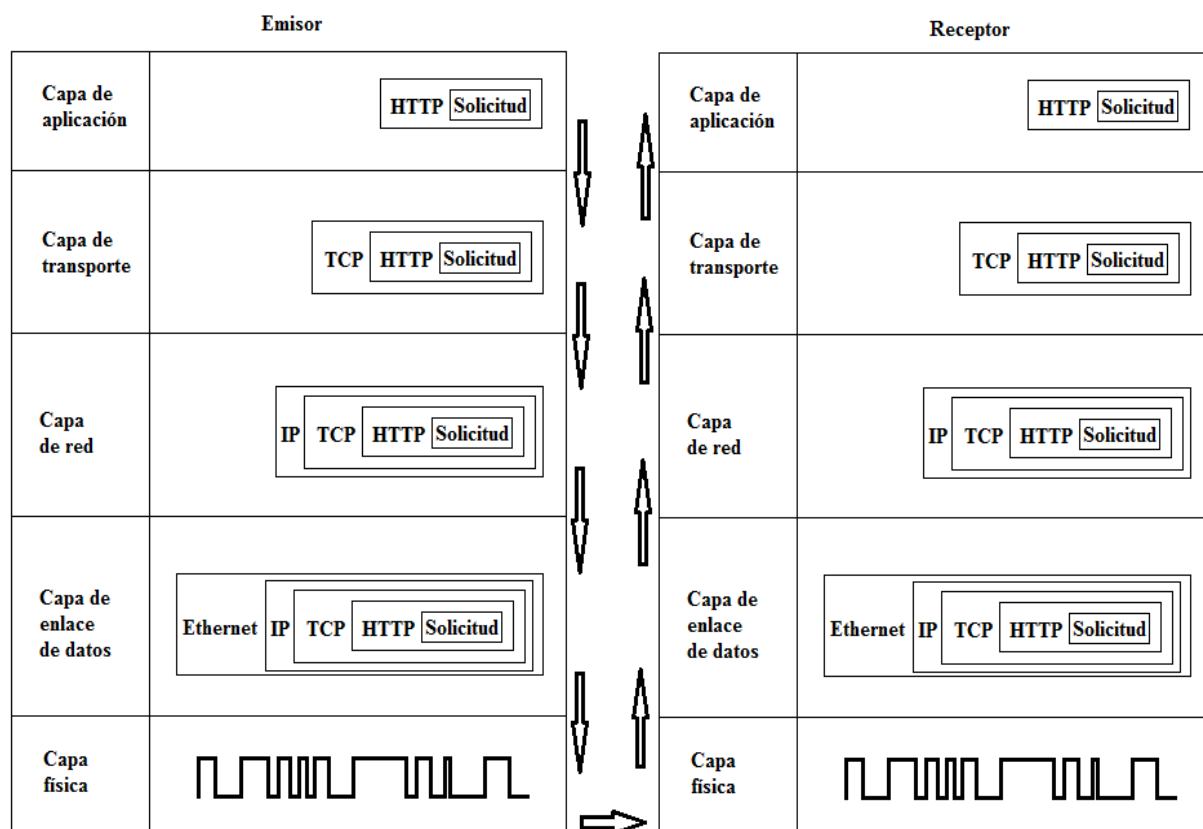 Emisor
Capa de
aplicación
HTTP Solicitud
Capa de
transporte
TCP HTTP Solicitud
Capa
de red
IP TCP HTTP Solicitud
Capa de
enlace
de datos
Ethernet IP TCP HTTP Solicitud
Capa
física
Receptor
Capa de
aplicación
HTTP Solicitud
Capa de
transporte
TCP HTTP Solicitud
Capa
de red
IP TCP HTTP Solicitud
Capa de
enlace
de datos
Ethernet IP TCP HTTP Solicitud
Capa
física